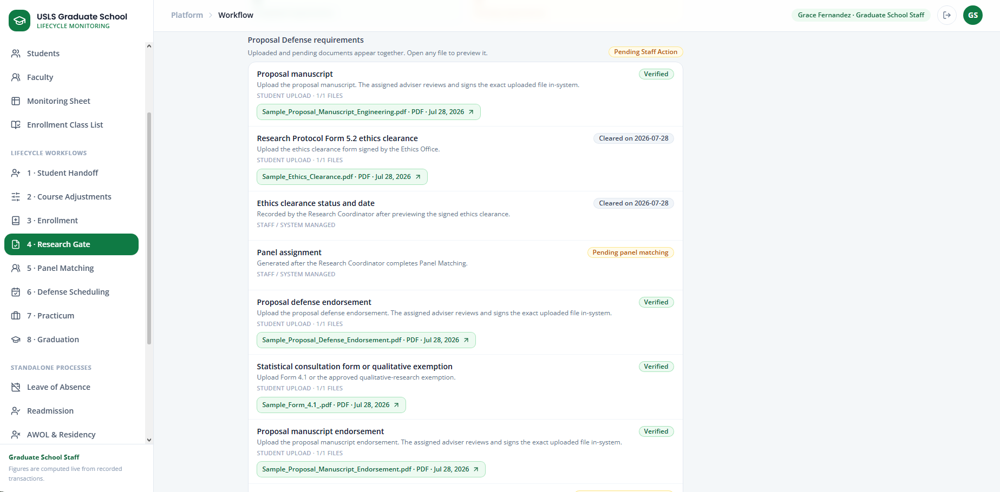 USLS Graduate School
LIFECYCLE MONITORING
Students
Faculty
Monitoring Sheet
Enrollment Class List
LIFECYCLE WORKFLOWS
1 · Student Handoff
2 · Course Adjustments
3 · Enrollment
4 · Research Gate
5 · Panel Matching
6 · Defense Scheduling
7 · Practicum
8 · Graduation
STANDALONE PROCESSES
Leave of Absence
Readmission
AWOL & Residency
Graduate School Staff
Figures are computed live from recorded
transactions.
Platform > Workflow
Grace Fernandez · Graduate School Staff
GS
Proposal Defense requirements
Uploaded and pending documents appear together. Open any file to preview it.
Pending Staff Action
Proposal manuscript
Verified
Upload the proposal manuscript. The assigned adviser reviews and signs the exact uploaded file in-system.
STUDENT UPLOAD · 1/1 FILES
Sample_Proposal_Manuscript_Engineering.pdf · PDF · Jul 28, 2026
Research Protocol Form 5.2 ethics clearance
Cleared on 2026-07-28
Upload the ethics clearance form signed by the Ethics Office.
STUDENT UPLOAD · 1/1 FILES
Sample_Ethics_Clearance.pdf · PDF · Jul 28, 2026
Ethics clearance status and date
Cleared on 2026-07-28
Recorded by the Research Coordinator after previewing the signed ethics clearance.
STAFF / SYSTEM MANAGED
Panel assignment
Pending panel matching
Generated after the Research Coordinator completes Panel Matching.
STAFF / SYSTEM MANAGED
Proposal defense endorsement
Verified
Upload the proposal defense endorsement. The assigned adviser reviews and signs the exact uploaded file in-system.
STUDENT UPLOAD · 1/1 FILES
Sample_Proposal_Defense_Endorsement.pdf · PDF · Jul 28, 2026
Statistical consultation form or qualitative exemption
Verified
Upload Form 4.1 or the approved qualitative-research exemption.
STUDENT UPLOAD · 1/1 FILES
Sample_Form_4.1_.pdf · PDF · Jul 28, 2026
Proposal manuscript endorsement
Verified
Upload the proposal manuscript endorsement. The assigned adviser reviews and signs the exact uploaded file in-system.
STUDENT UPLOAD · 1/1 FILES
Sample_Proposal_Manuscript_Endorsement.pdf · PDF · Jul 28, 2026